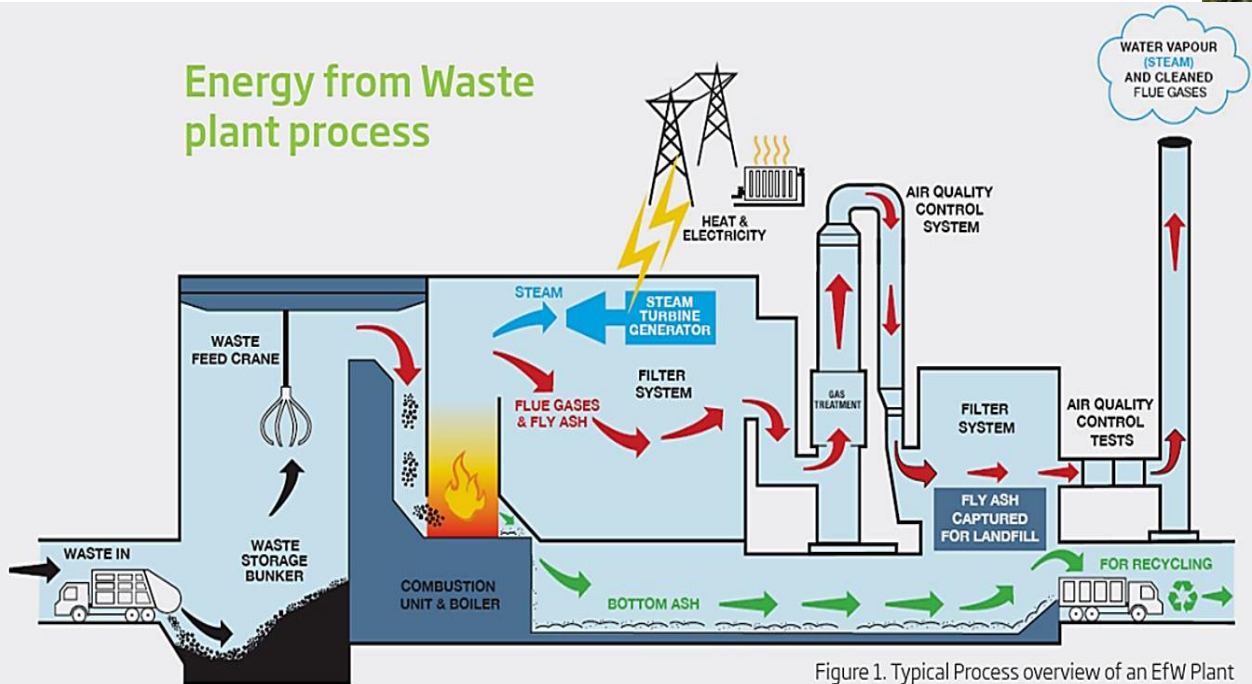 Energy from Waste
plant process
WATER VAPOUR
(STEAM)
AND CLEANED
FLUE GASES
HEAT &
ELECTRICITY
AIR QUALITY
CONTROL
SYSTEM
STEAM
STEAM
TURBINE
GENERATOR
WASTE
FEED CRANE
FILTER
SYSTEM
FLUE GASES
& FLY ASH
GAS
TREATMENT
FILTER
SYSTEM
AIR QUALITY
CONTROL
TESTS
FLY ASH
CAPTURED
FOR LANDFILL
WASTE IN
WASTE
STORAGE
BUNKER
COMBUSTION
UNIT & BOILER
BOTTOM ASH
FOR RECYCLING
Figure 1. Typical Process overview of an EfW Plant